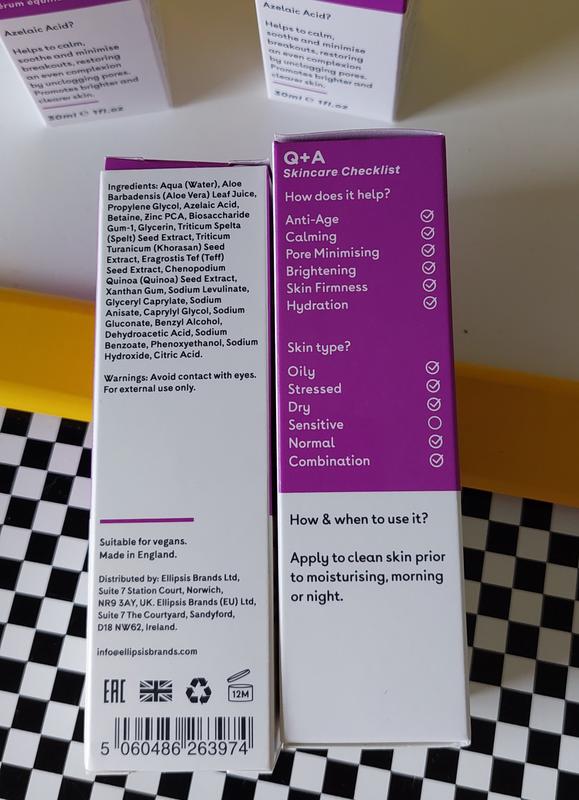 érum équili
Azelaic Acid?
Helps to calm,
soothe and minimise
breakouts, restoring
an even complexion
by unclogging pores.
Promotes brighter and
clearer skin.
30ml e 1fl.oz
Azelaic Acid?
Helps to calm,
soothe and minimise
breakouts, restoring
an even complexion
by unclogging pores.
Promotes brighter and
clearer skin.
30ml e 1fl.oz
Ingredients: Aqua (Water), Aloe
Barbadensis (Aloe Vera) Leaf Juice,
Propylene Glycol, Azelaic Acid,
Betaine, Zinc PCA, Biosaccharide
Gum-1, Glycerin, Triticum Spelta
(Spelt) Seed Extract, Triticum
Turanicum (Khorasan) Seed
Extract, Eragrostis Tef (Teff)
Seed Extract, Chenopodium
Quinoa (Quinoa) Seed Extract,
Xanthan Gum, Sodium Levulinate,
Glyceryl Caprylate, Sodium
Anisate, Caprylyl Glycol, Sodium
Gluconate, Benzyl Alcohol,
Dehydroacetic Acid, Sodium
Benzoate, Phenoxyethanol, Sodium
Hydroxide, Citric Acid.
Warnings: Avoid contact with eyes.
For external use only.
Suitable for vegans.
Made in England.
Distributed by: Ellipsis Brands Ltd,
Suite 7 Station Court, Norwich,
NR9 3AY, UK. Ellipsis Brands (EU) Ltd,
Suite 7 The Courtyard, Sandyford,
D18 NW62, Ireland.
info@ellipsisbrands.com
EAC
12M
5 060486 263974
Q+A
Skincare Checklist
How does it help?
Anti-Age
Calming
Pore Minimising
Brightening
Skin Firmness
Hydration
Skin type?
Oily
Stressed
Dry
Sensitive
Normal
Combination
How & when to use it?
Apply to clean skin prior
to moisturising, morning
or night.